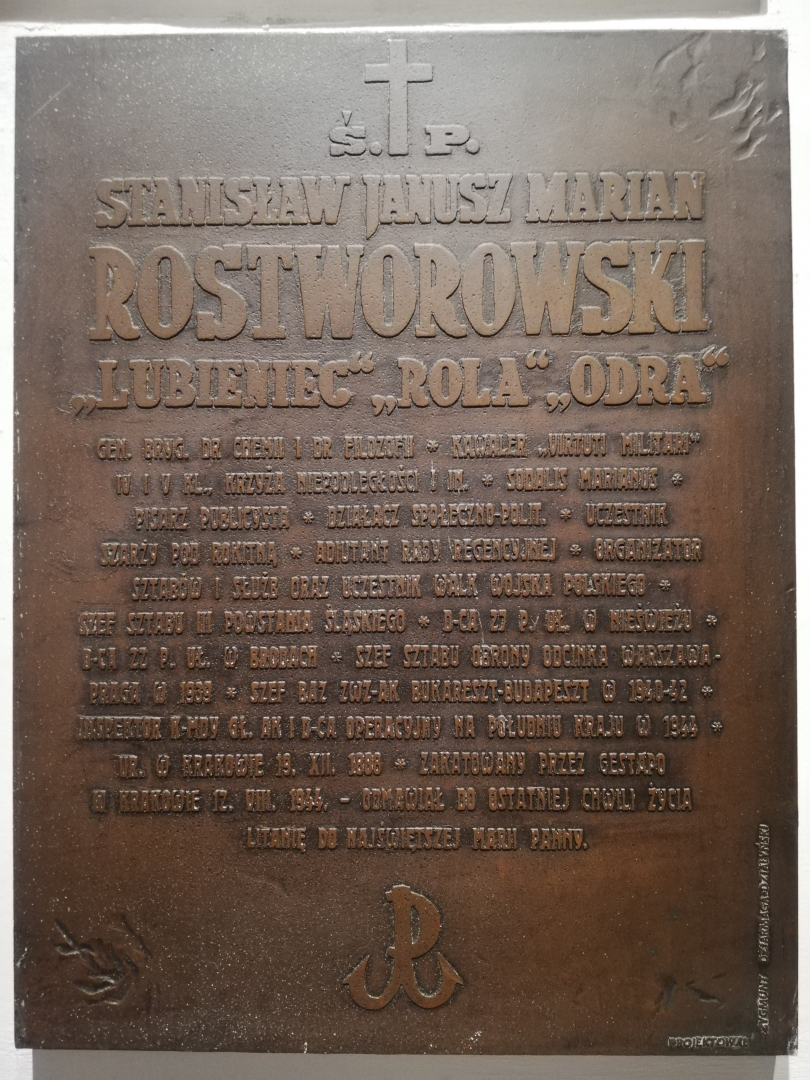 Ś. P.
STANISŁAW JANUSZ MARIAN
ROSTWOROWSKI
„LUBIENIEC“ „ROLA“ „ODRA“
GEN. BRYG. DR CHEMII I DR FILOZOFII * KAWALER „VIRTUTI MILITARI“
IV I V KL., KRZYŻA NIEPODLEGŁOŚCI I IN. * SODALIS MARIANUS *
PISARZ PUBLICYSTA * DZIAŁACZ SPOŁECZNO-POLIT. * UCZESTNIK
SZARŻY POD ROKITNĄ * ADIUTANT RADY REGENCYJNEJ * ORGANIZATOR
SZTABÓW I SŁUŻB ORAZ UCZESTNIK WALK WOJSKA POLSKIEGO *
SZEF SZTABU III POWSTANIA ŚLĄSKIEGO * D-CA 27 P. UŁ. W NIEŚWIEŻU *
D-CA 22 P. UŁ. W BRODACH * SZEF SZTABU OBRONY ODCINKA WARSZAWA-
PRAGA W 1939 * SZEF BAZ ZWZ-AK BUKARESZT-BUDAPESZT W 1940-42 *
INSPEKTOR K-MDY GŁ. AK I D-CA OPERACYJNY NA POŁUDNIU KRAJU W 1944 *
UR. W KRAKOWIE 19. XII. 1888 * ZAKATOWANY PRZEZ GESTAPO
W KRAKOWIE 12. VIII. 1944. - ODMAWIAŁ DO OSTATNIEJ CHWILI ŻYCIA
LITANIĘ DO NAJŚWIĘTSZEJ MARII PANNY.
PROJEKTOWAŁ
ZYGMUNT DZIAŁYŃSKI